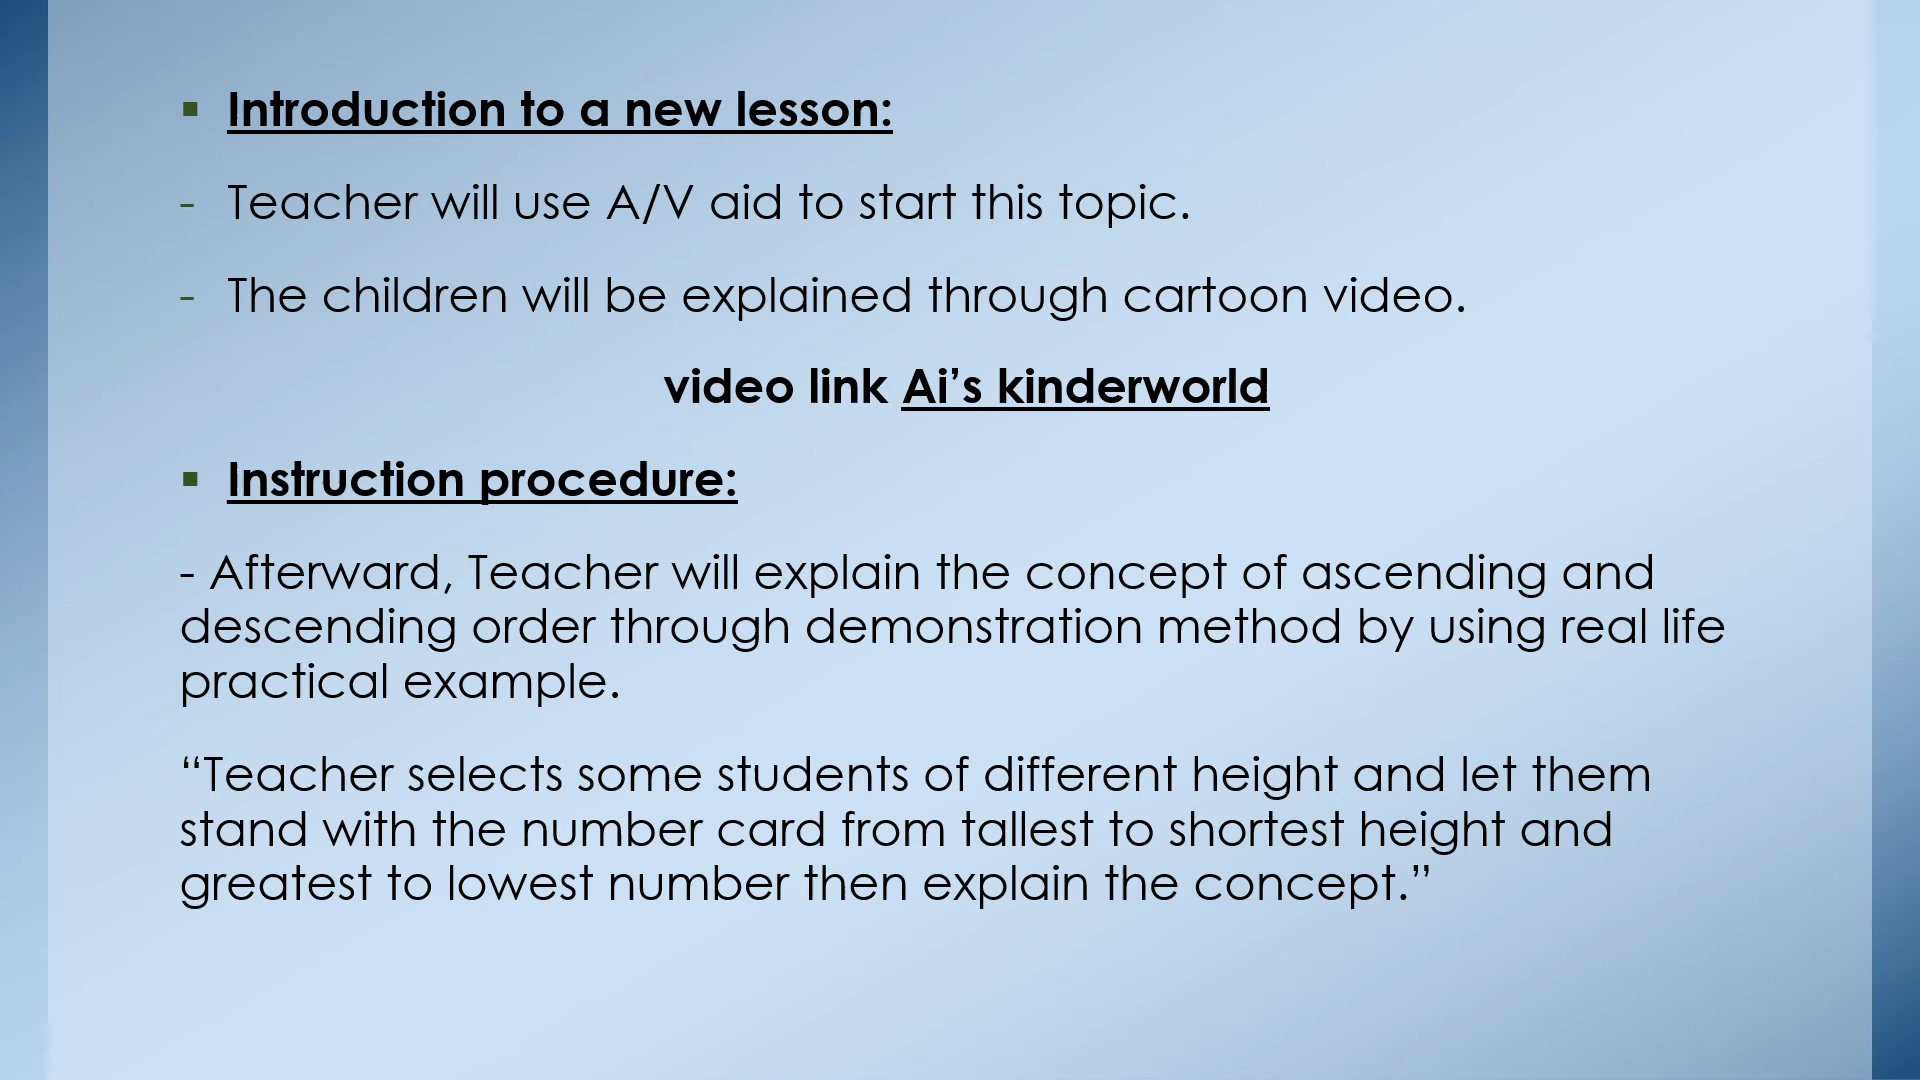 ▪ Introduction to a new lesson:
- Teacher will use A/V aid to start this topic.
- The children will be explained through cartoon video.
video link Ai’s kinderworld
▪ Instruction procedure:
- Afterward, Teacher will explain the concept of ascending and
descending order through demonstration method by using real life
practical example.
“Teacher selects some students of different height and let them
stand with the number card from tallest to shortest height and
greatest to lowest number then explain the concept.”